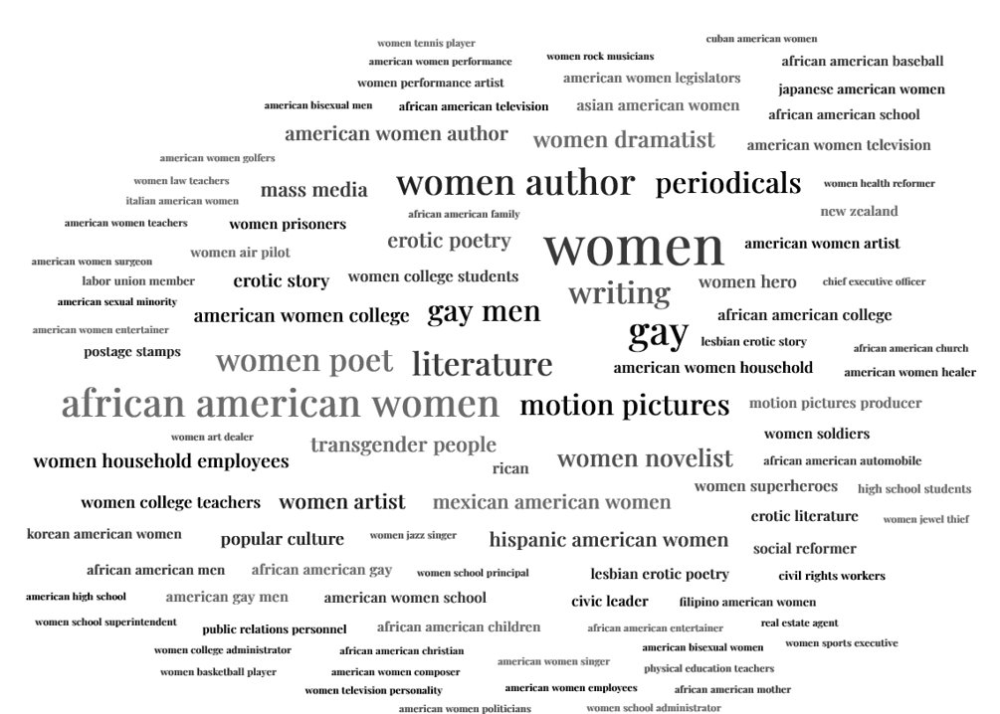 cuban american women
women tennis player
women rock musicians
american women performance
african american baseball
american women legislators
women performance artist
japanese american women
american bisexual men
african american television
asian american women
african american school
american women author
women dramatist
american women television
american women golfers
women law teachers
mass media
women author
periodicals
women health reformer
italian american women
new zealand
african american family
american women teachers
women prisoners
erotic poetry
women
american women artist
women air pilot
american women surgeon
labor union member
erotic story
women college students
writing
women hero
chief executive officer
american sexual minority
american women college
gay men
african american college
american women entertainer
gay
lesbian erotic story
african american church
postage stamps
women poet
literature
american women household
american women healer
african american women
motion pictures
motion pictures producer
women art dealer
transgender people
women soldiers
women household employees
rican
women novelist
african american automobile
women superheroes
high school students
women college teachers
women artist
mexican american women
erotic literature
women jewel thief
korean american women
popular culture
women jazz singer
hispanic american women
social reformer
african american men
african american gay
women school principal
lesbian erotic poetry
civil rights workers
american high school
american gay men
american women school
civic leader
filipino american women
women school superintendent
public relations personnel
african american children
african american entertainer
real estate agent
women college administrator
african american christian
american bisexual women
women sports executive
women basketball player
american women composer
american women singer
physical education teachers
women television personality
american women employees
african american mother
american women politicians
women school administrator